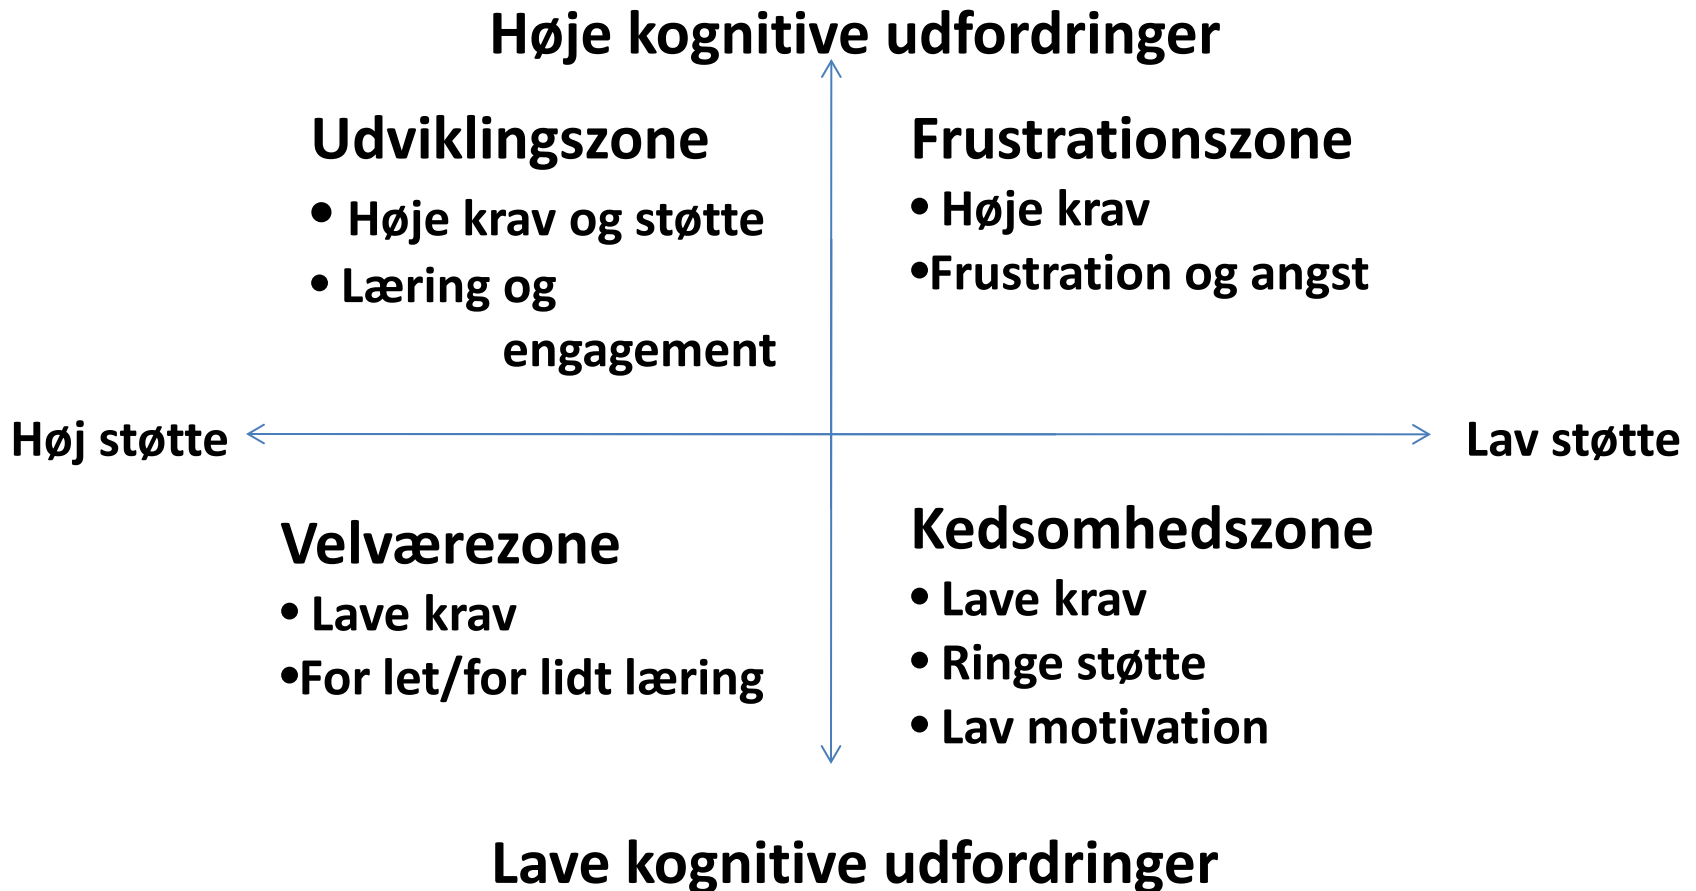 Høje kognitive udfordringer
Udviklingszone
• Høje krav og støtte
• Læring og
engagement
Frustrationszone
• Høje krav
•Frustration og angst
Høj støtte
Lav støtte
Velværezone
• Lave krav
•For let/for lidt læring
Kedsomhedszone
• Lave krav
• Ringe støtte
• Lav motivation
Lave kognitive udfordringer